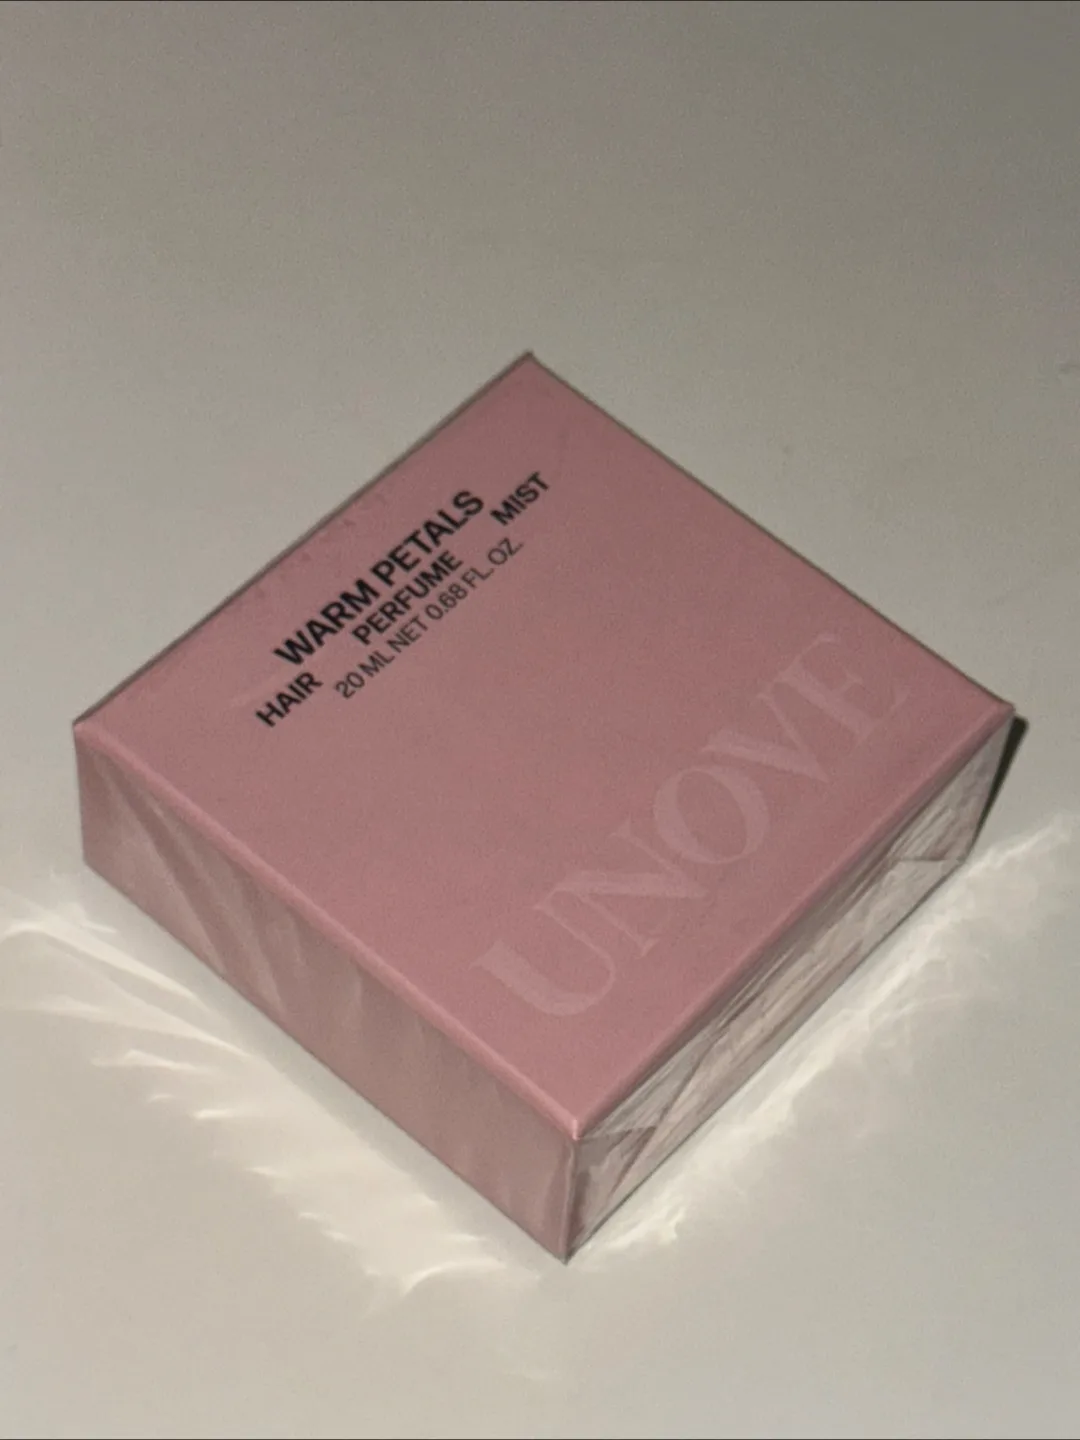 WARM PETALS
HAIR PERFUME MIST
20 ML NET 0.68 FL. OZ.
UNOVE